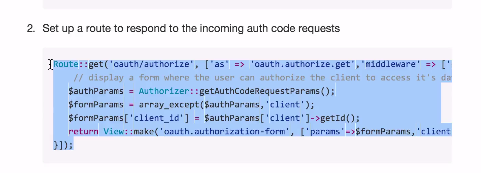 2. Set up a route to respond to the incoming auth code requests
Route::get('oauth/authorize', ['as' => 'oauth.authorize.get','middleware' => ['
// display a form where the user can authorize the client to access it's da
$authParams = Authorizer::getAuthCodeRequestParams();
$formParams = array_except($authParams,'client');
$formParams['client_id'] = $authParams['client']->getId();
return View::make('oauth.authorization-form', ['params'=>$formParams,'client
}]);